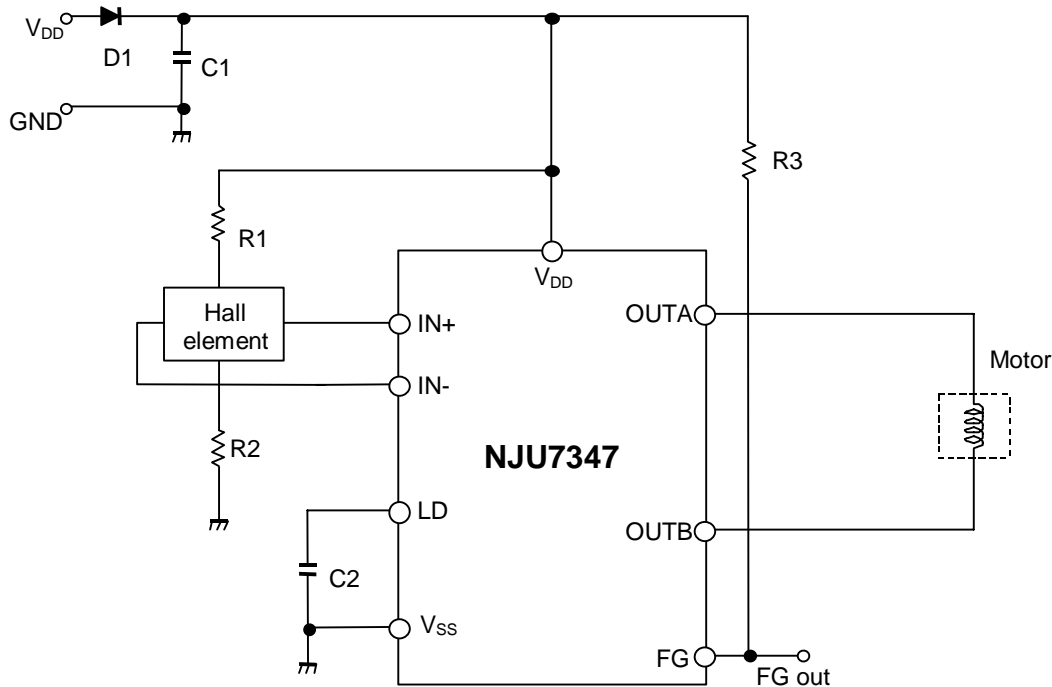 VDD
D1
C1
GND
R3
R1
VDD
Hall
element
IN+
OUTA
Motor
IN-
R2
NJU7347
LD
OUTB
C2
VSS
FG
FG out